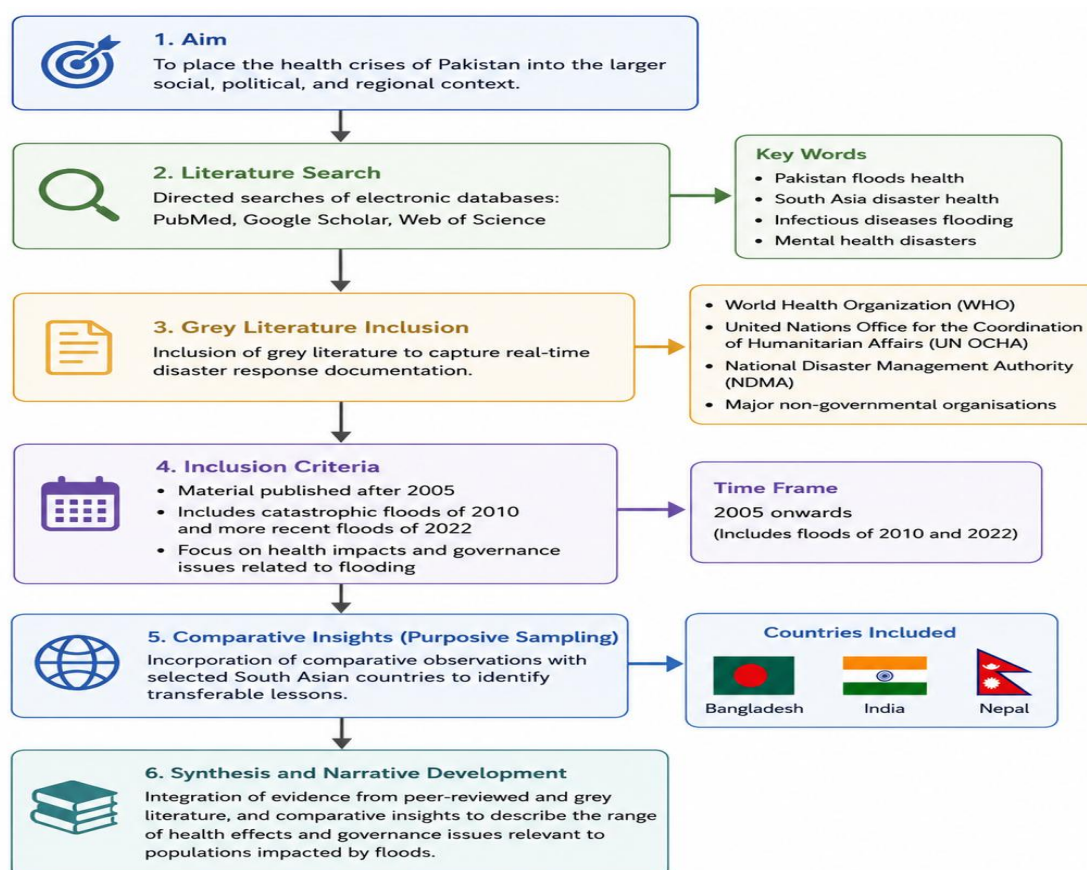 1. Aim
To place the health crises of Pakistan into the larger
social, political, and regional context.
2. Literature Search
Directed searches of electronic databases:
PubMed, Google Scholar, Web of Science
Key Words
• Pakistan floods health
• South Asia disaster health
• Infectious diseases flooding
• Mental health disasters
3. Grey Literature Inclusion
Inclusion of grey literature to capture real-time
disaster response documentation.
• World Health Organization (WHO)
• United Nations Office for the Coordination
of Humanitarian Affairs (UN OCHA)
• National Disaster Management Authority
(NDMA)
• Major non-governmental organisations
4. Inclusion Criteria
• Material published after 2005
• Includes catastrophic floods of 2010
and more recent floods of 2022
• Focus on health impacts and governance
issues related to flooding
Time Frame
2005 onwards
(Includes floods of 2010 and 2022)
5. Comparative Insights (Purposive Sampling)
Incorporation of comparative observations with
selected South Asian countries to identify
transferable lessons.
Countries Included
Bangladesh
India
Nepal
6. Synthesis and Narrative Development
Integration of evidence from peer-reviewed and grey
literature, and comparative insights to describe the range
of health effects and governance issues relevant to
populations impacted by floods.